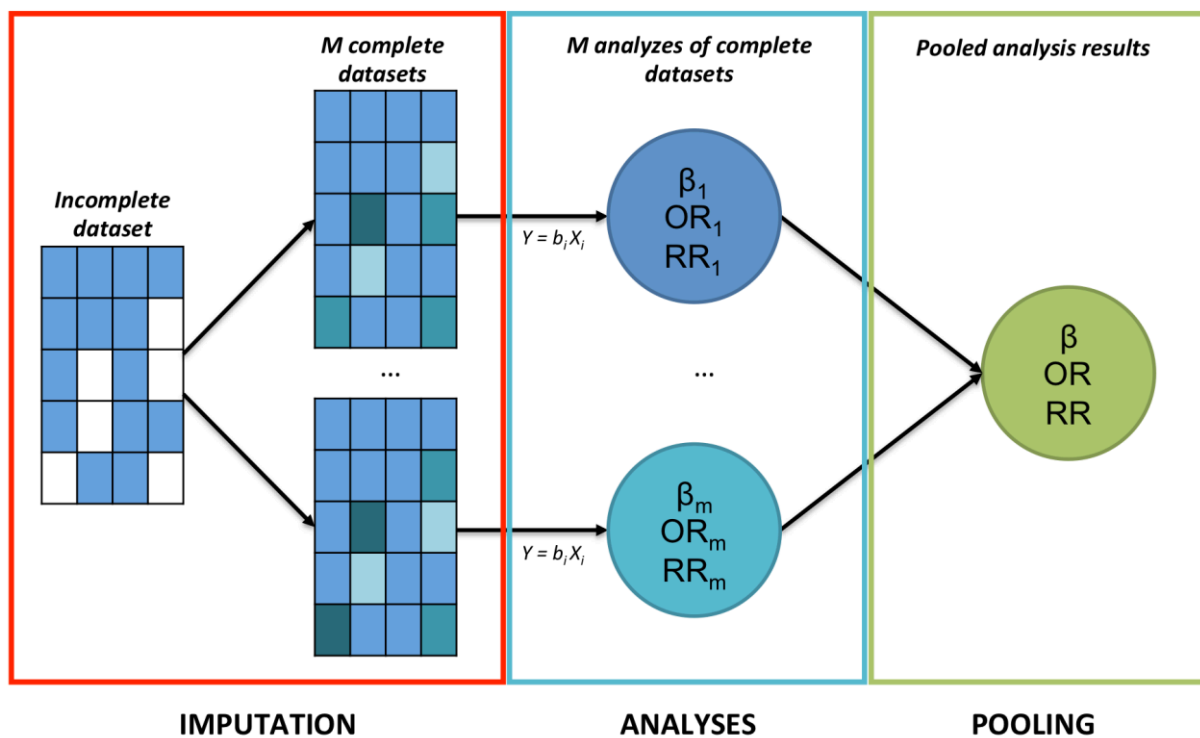 Incomplete
dataset
M complete
datasets
...
Y = bᵢXᵢ
Y = bᵢXᵢ
M analyzes of complete
datasets
β₁
OR₁
RR₁
...
βₘ
ORₘ
RRₘ
Pooled analysis results
β
OR
RR
IMPUTATION
ANALYSES
POOLING